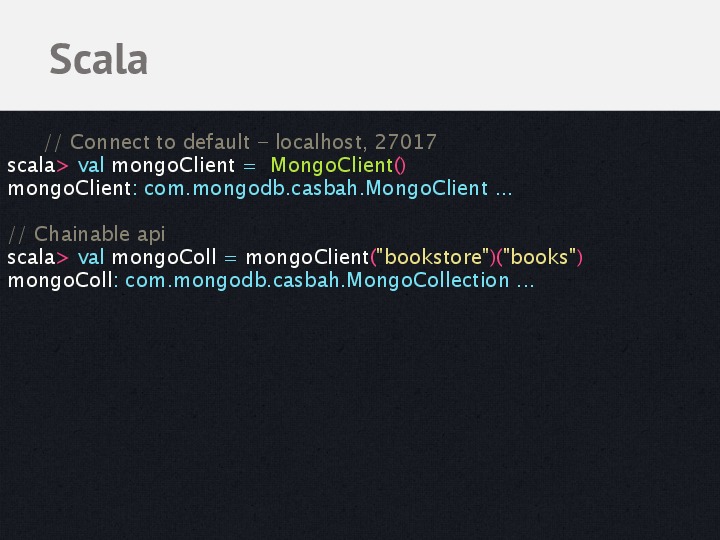 Scala
// Connect to default – localhost, 27017
scala> val mongoClient =  MongoClient()
mongoClient: com.mongodb.casbah.MongoClient ...
// Chainable api
scala> val mongoColl = mongoClient("bookstore")("books")
mongoColl: com.mongodb.casbah.MongoCollection ...